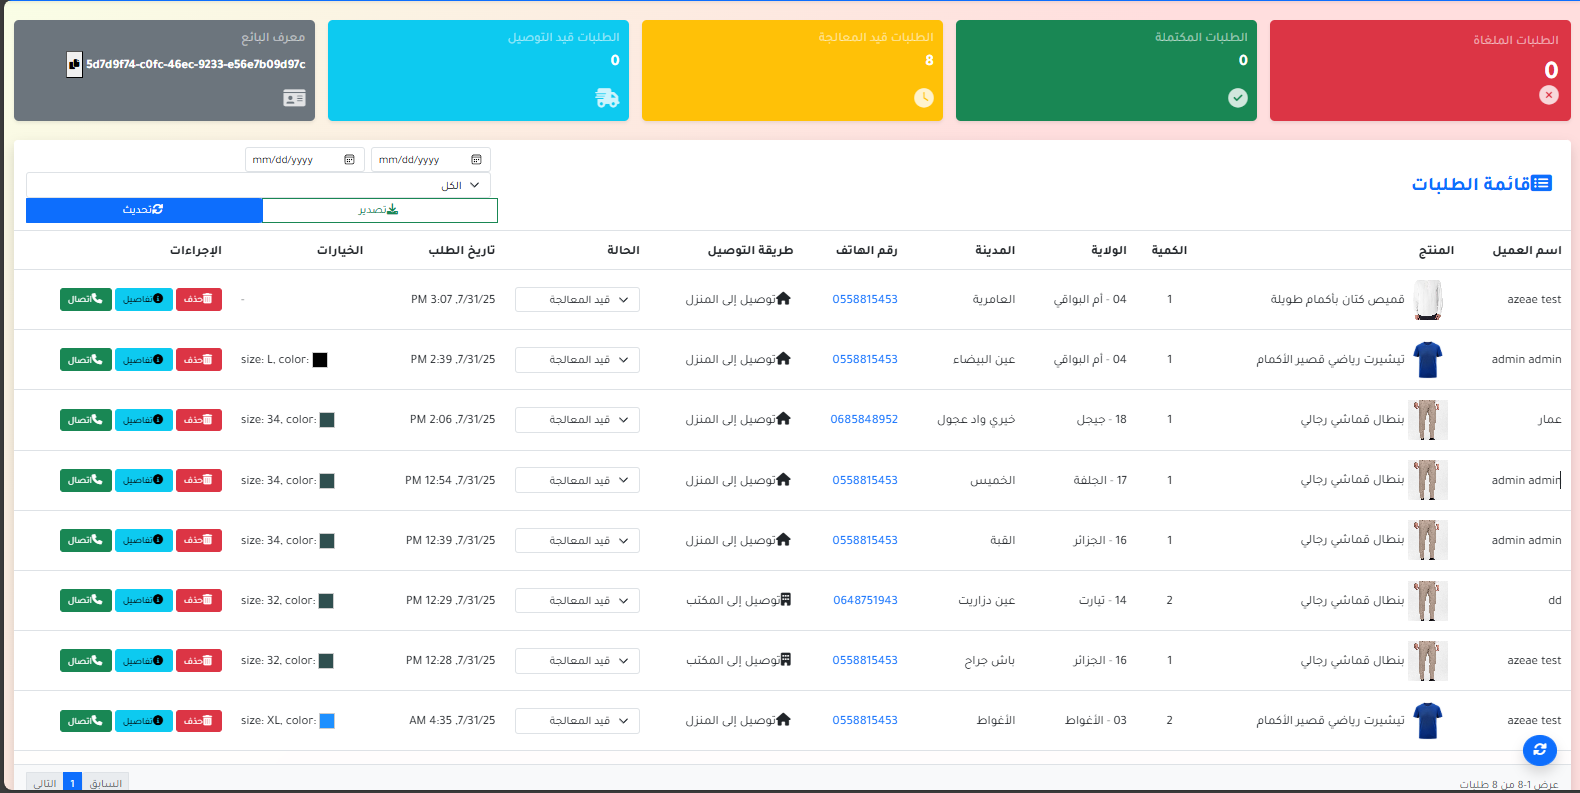 الطلبات الملغاة
0
الطلبات المكتملة
0
الطلبات قيد المعالجة
8
الطلبات قيد التوصيل
0
معرف البائع
5d7d9f74-c0fc-46ec-9233-e56e7b09d97c
قائمة الطلبات
mm/dd/yyyy mm/dd/yyyy
الكل
تصدير تحديث
اسم العميل المنتج الكمية الولاية المدينة رقم الهاتف طريقة التوصيل الحالة تاريخ الطلب الخيارات الإجراءات
azeae test قميص كتان بأكمام طويلة 1 04 - أم البواقي العامرية 0558815453 توصيل إلى المنزل قيد المعالجة 7/31/25, 3:07 PM - حذف تفاصيل اتصال
admin admin تيشيرت رياضي قصير الأكمام 1 04 - أم البواقي عين البيضاء 0558815453 توصيل إلى المنزل قيد المعالجة 7/31/25, 2:39 PM size: L, color: حذف تفاصيل اتصال
عمار بنطال قماشي رجالي 1 18 - جيجل خيري واد عجول 0685848952 توصيل إلى المنزل قيد المعالجة 7/31/25, 2:06 PM size: 34, color: حذف تفاصيل اتصال
admin admin بنطال قماشي رجالي 1 17 - الجلفة الخميس 0558815453 توصيل إلى المنزل قيد المعالجة 7/31/25, 12:54 PM size: 34, color: حذف تفاصيل اتصال
admin admin بنطال قماشي رجالي 1 16 - الجزائر القبة 0558815453 توصيل إلى المنزل قيد المعالجة 7/31/25, 12:39 PM size: 34, color: حذف تفاصيل اتصال
dd بنطال قماشي رجالي 2 14 - تيارت عين دزاريت 0648751943 توصيل إلى المكتب قيد المعالجة 7/31/25, 12:29 PM size: 32, color: حذف تفاصيل اتصال
azeae test بنطال قماشي رجالي 1 16 - الجزائر باش جراح 0558815453 توصيل إلى المكتب قيد المعالجة 7/31/25, 12:28 PM size: 32, color: حذف تفاصيل اتصال
azeae test تيشيرت رياضي قصير الأكمام 2 03 - الأغواط الأغواط 0558815453 توصيل إلى المنزل قيد المعالجة 7/31/25, 4:35 AM size: XL, color: حذف تفاصيل اتصال
عرض 1-8 من 8 طلبات السابق 1 التالي